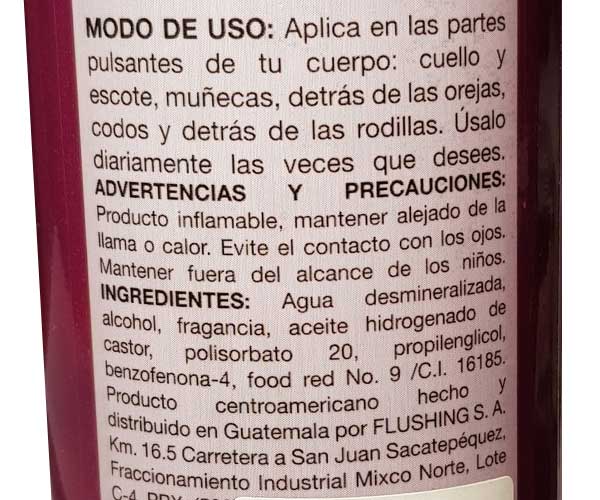 MODO DE USO: Aplica en las partes
pulsantes de tu cuerpo: cuello y
escote, muñecas, detrás de las orejas,
codos y detrás de las rodillas. Úsalo
diariamente las veces que desees.
ADVERTENCIAS Y PRECAUCIONES:
Producto inflamable, mantener alejado de la
llama o calor. Evite el contacto con los ojos.
Mantener fuera del alcance de los niños.
INGREDIENTES: Agua desmineralizada,
alcohol, fragancia, aceite hidrogenado de
castor, polisorbato 20, propilenglicol,
benzofenona-4, food red No. 9 /C.I. 16185.
Producto centroamericano hecho y
distribuido en Guatemala por FLUSHING S. A.
Km. 16.5 Carretera a San Juan Sacatepéquez,
Fraccionamiento Industrial Mixco Norte, Lote
C-4